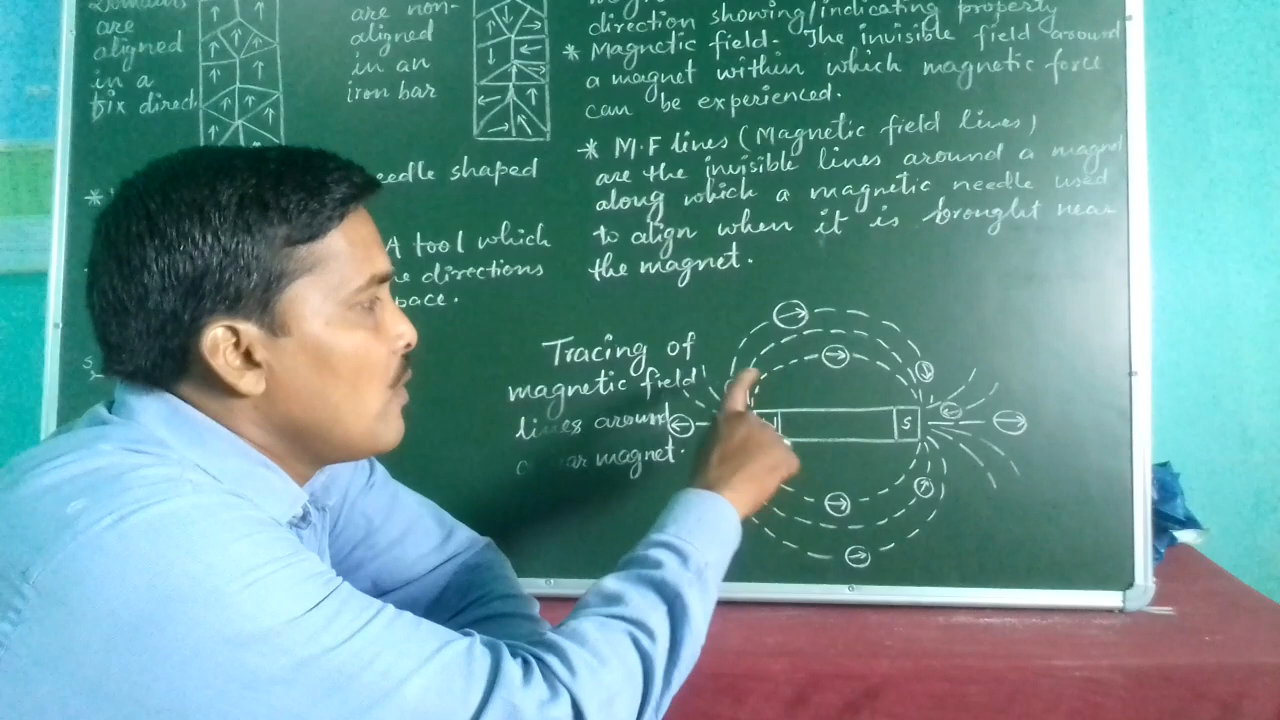 Domains
are
aligned
in a
fix direct
are non-
aligned
in an
iron bar
direction showing/indicating property
* Magnetic field- The invisible field around
a magnet within which magnetic force
can be experienced.
* M.F lines (Magnetic field lines)
are the invisible lines around a magnet
along which a magnetic needle used
to align when it is brought near
the magnet.
*
eedle shaped
A tool which
directions
pace.
S
Tracing of
magnetic field
lines around
ar magnet.
S